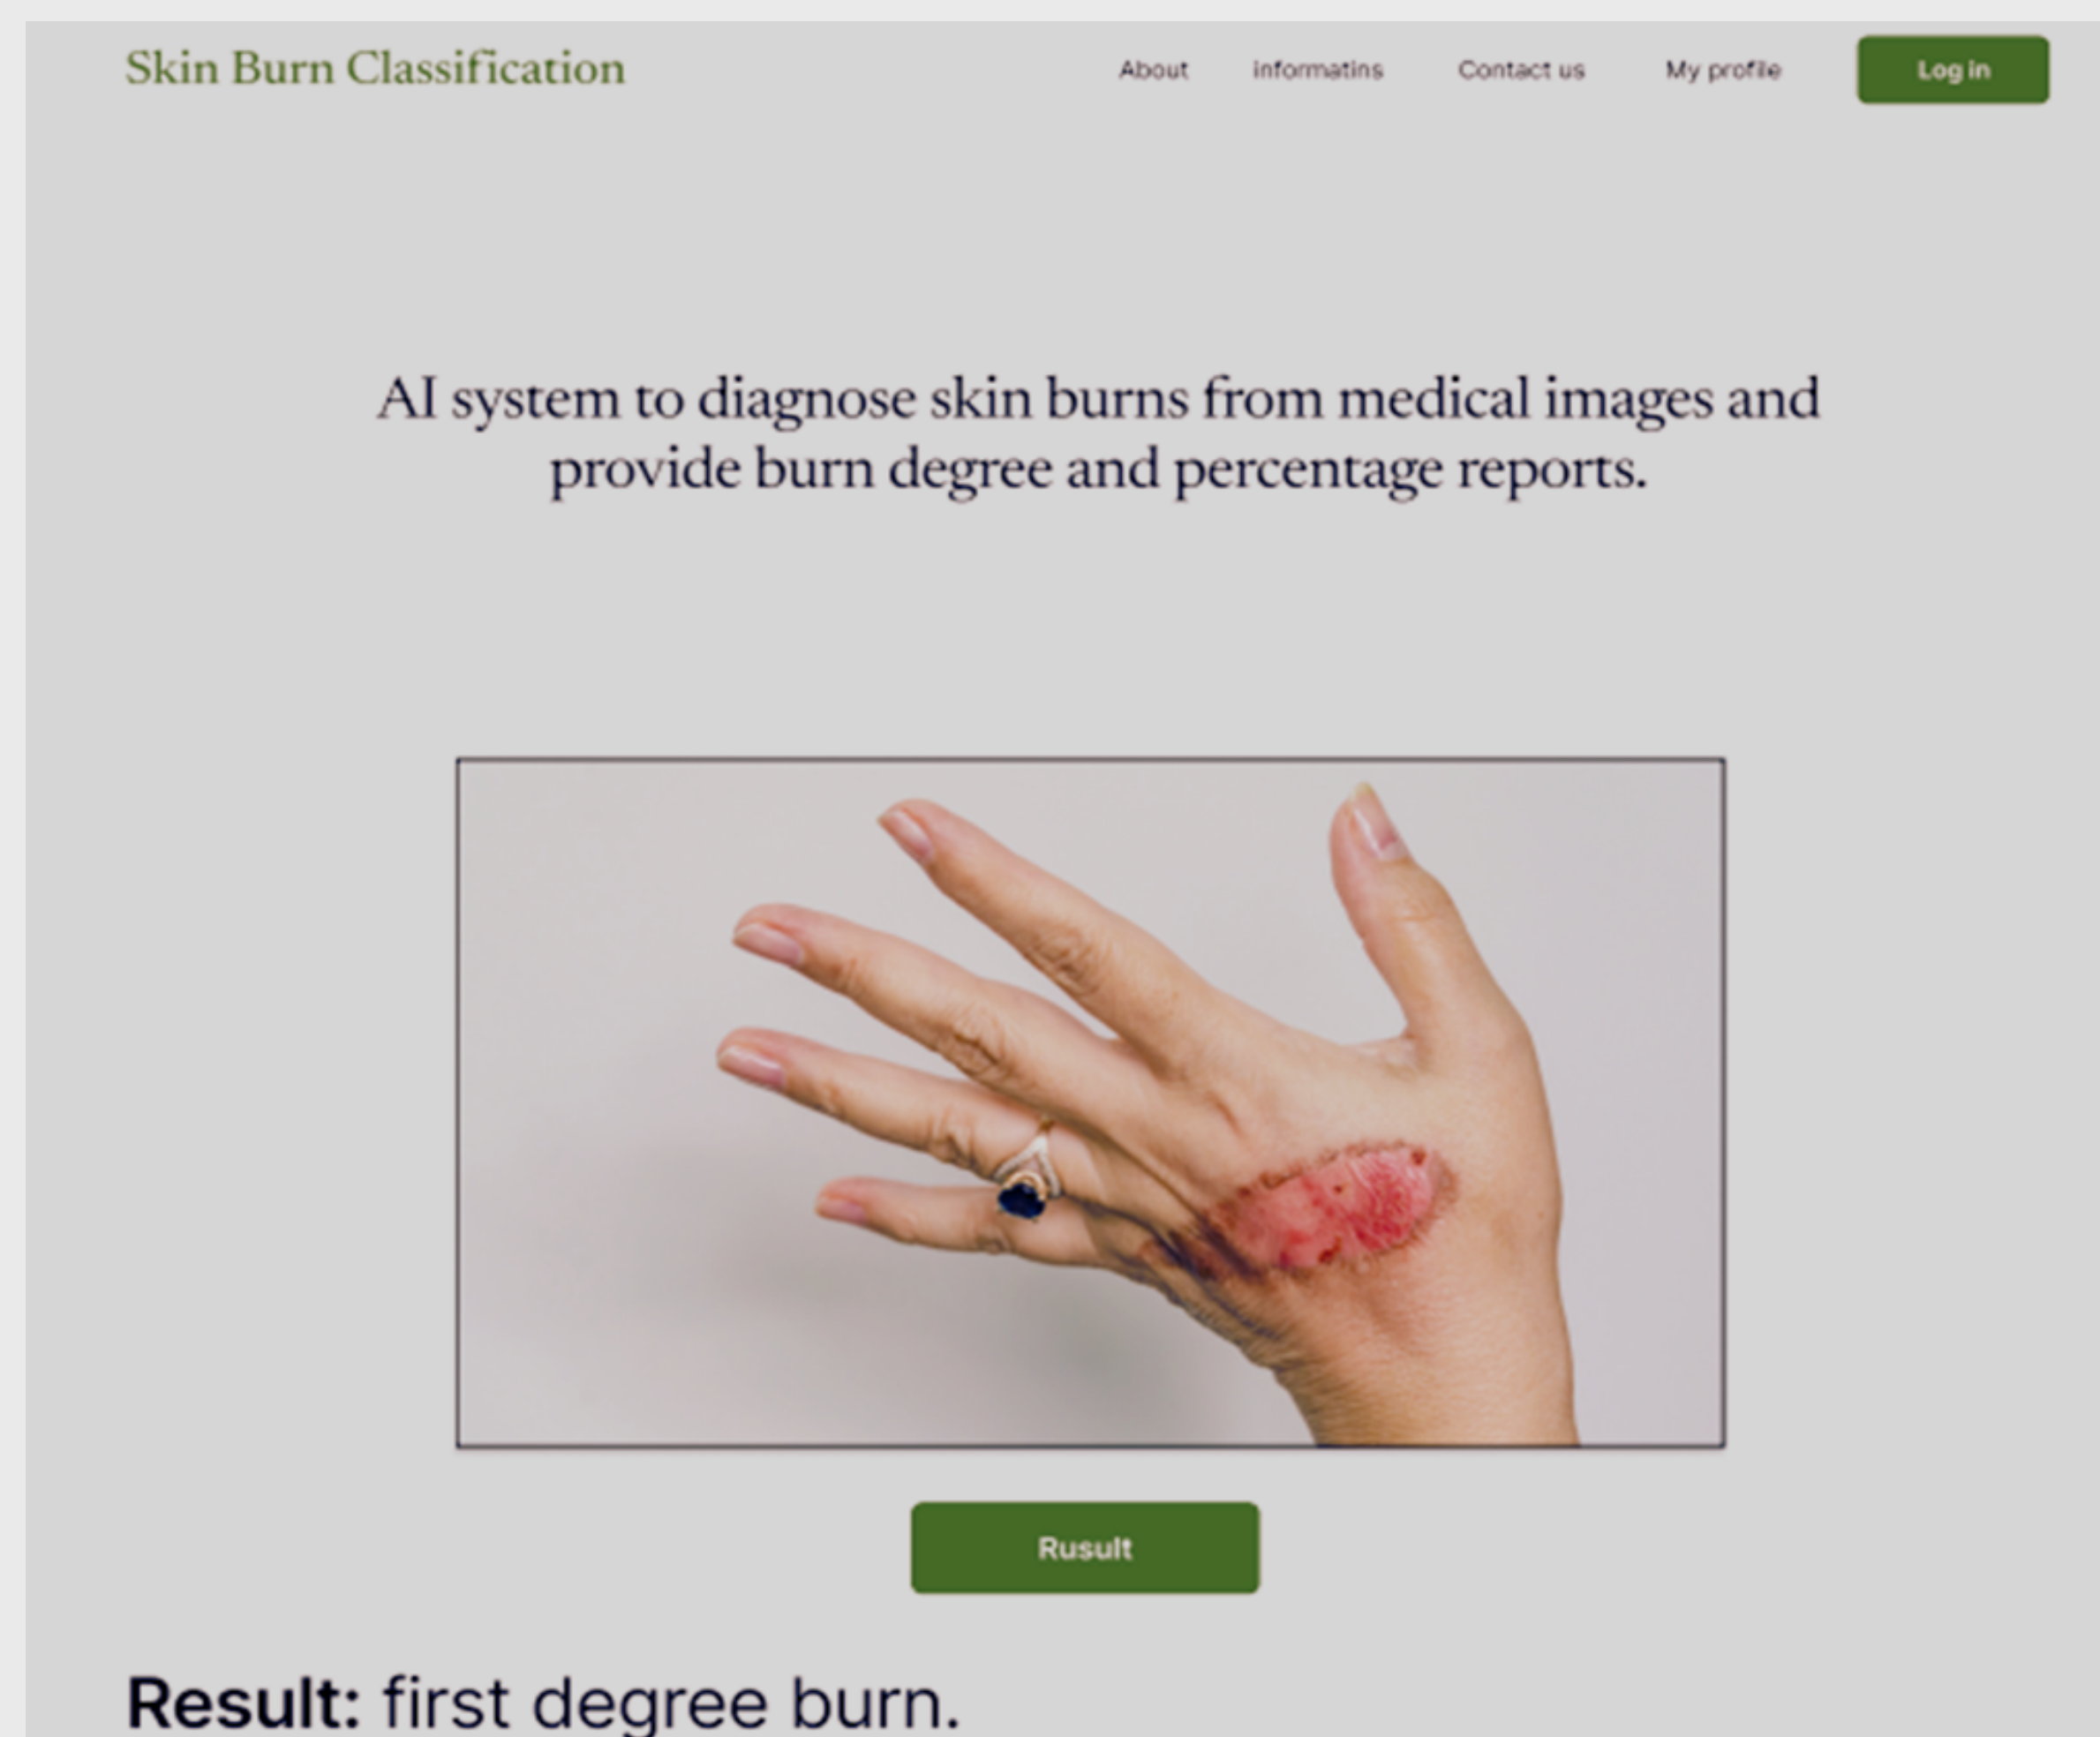 Skin Burn Classification
About informatins Contact us My profile Log in
AI system to diagnose skin burns from medical images and
provide burn degree and percentage reports.
Rusult
Result: first degree burn.